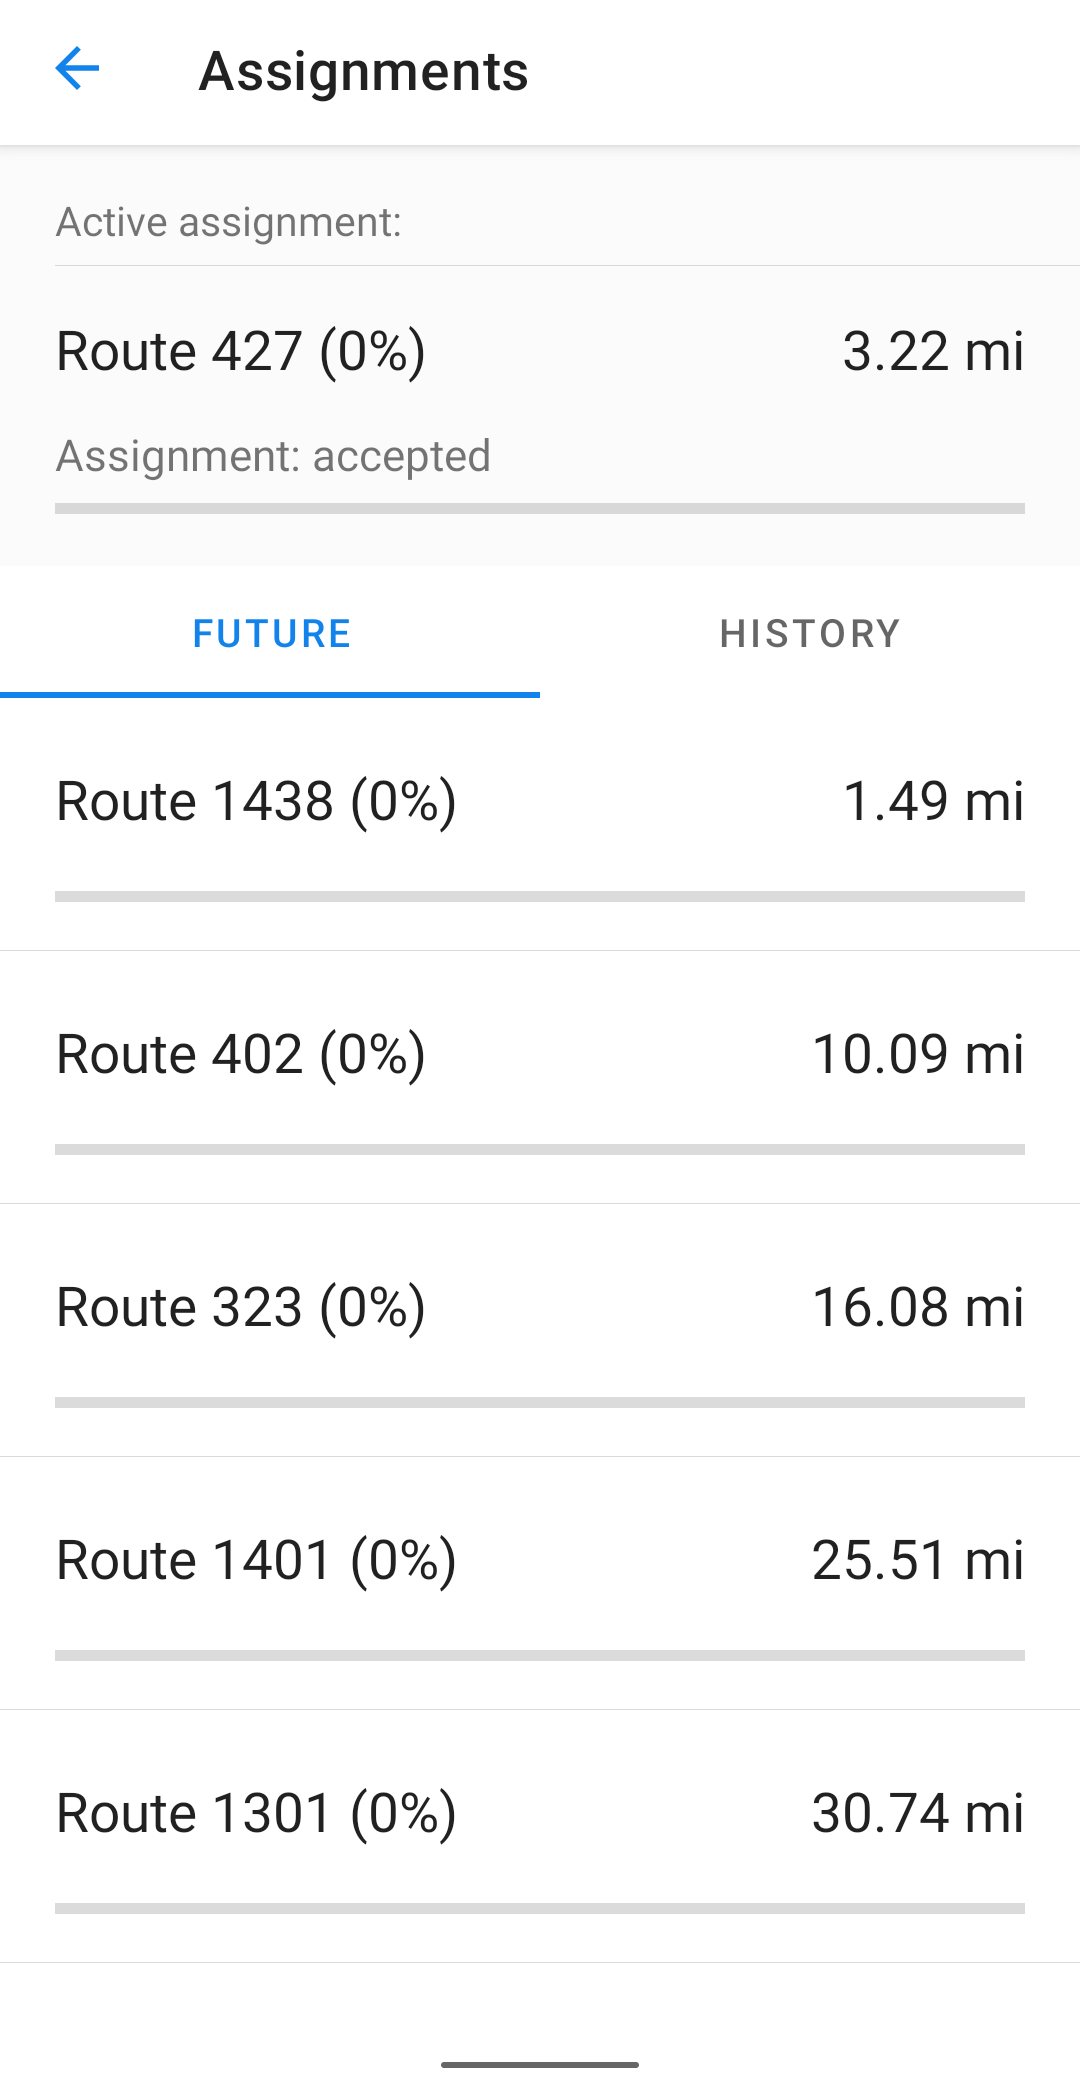 Assignments
Active assignment:
Route 427 (0%) 3.22 mi
Assignment: accepted
FUTURE HISTORY
Route 1438 (0%) 1.49 mi
Route 402 (0%) 10.09 mi
Route 323 (0%) 16.08 mi
Route 1401 (0%) 25.51 mi
Route 1301 (0%) 30.74 mi